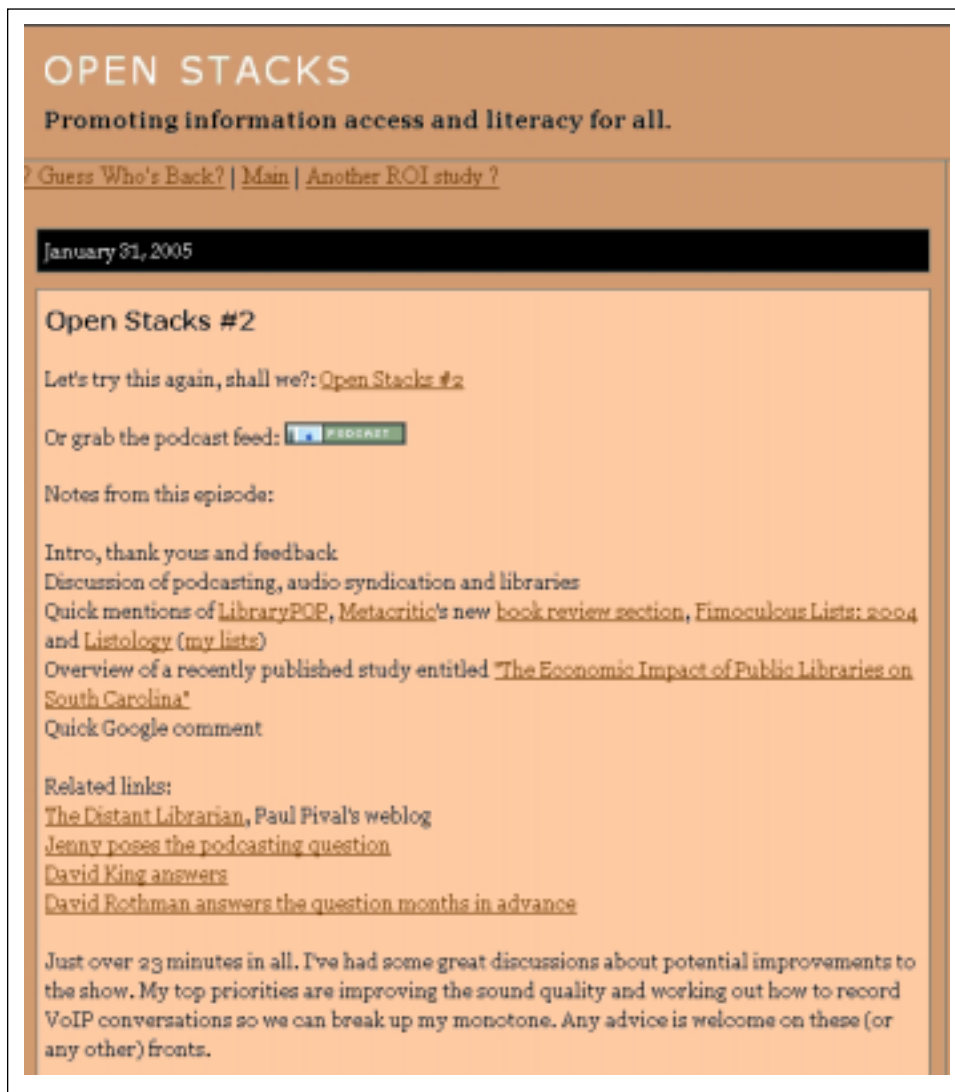 OPEN STACKS
Promoting information access and literacy for all.
? Guess Who's Back? | Main | Another ROI study ?
January 31, 2005
Open Stacks #2
Let's try this again, shall we?: Open Stacks #2
Or grab the podcast feed: PODCAST
Notes from this episode:
Intro, thank yous and feedback
Discussion of podcasting, audio syndication and libraries
Quick mentions of LibraryPOP, Metacritic's new book review section, Fimoculous Lists: 2004
and Listology (my lists)
Overview of a recently published study entitled "The Economic Impact of Public Libraries on
South Carolina"
Quick Google comment
Related links:
The Distant Librarian, Paul Pival's weblog
Jenny poses the podcasting question
David King answers
David Rothman answers the question months in advance
Just over 23 minutes in all. I've had some great discussions about potential improvements to
the show. My top priorities are improving the sound quality and working out how to record
VoIP conversations so we can break up my monotone. Any advice is welcome on these (or
any other) fronts.